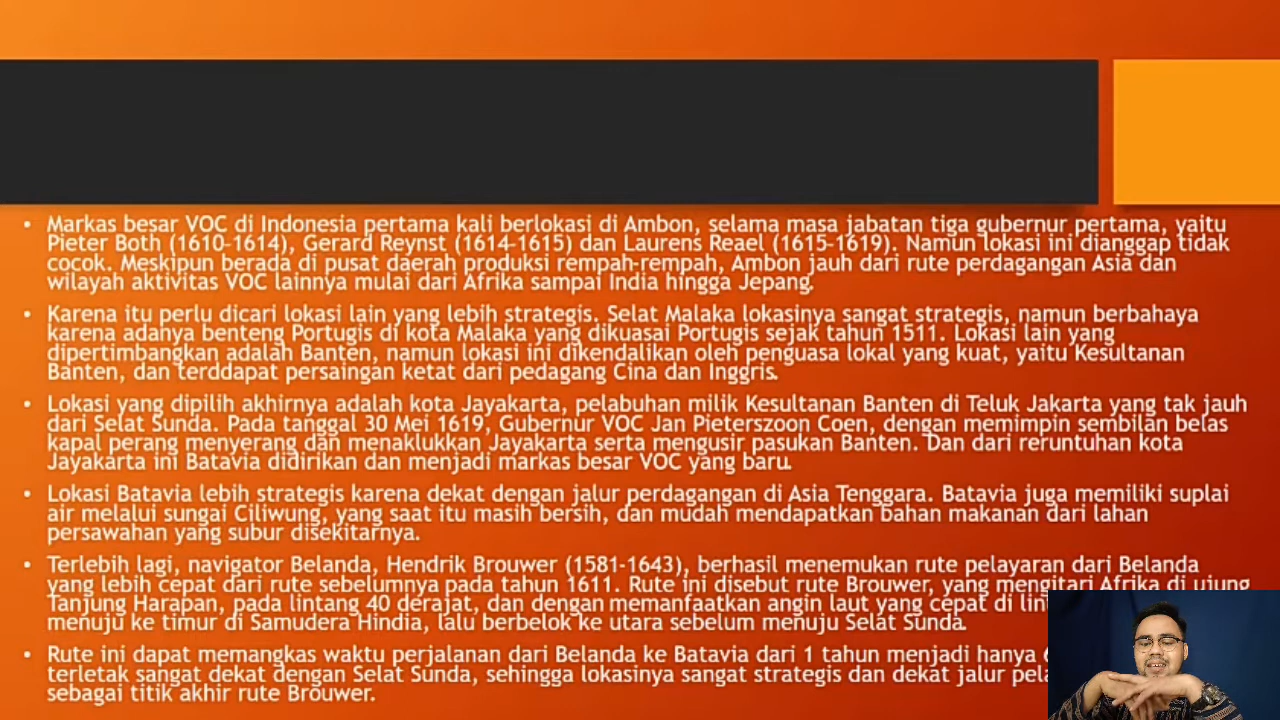 • Markas besar VOC di Indonesia pertama kali berlokasi di Ambon, selama masa jabatan tiga gubernur pertama, yaitu
Pieter Both (1610-1614), Gerard Reynst (1614-1615) dan Laurens Reael (1615-1619). Namun lokasi ini dianggap tidak
cocok. Meskipun berada di pusat daerah produksi rempah-rempah, Ambon jauh dari rute perdagangan Asia dan
wilayah aktivitas VOC lainnya mulai dari Afrika sampai India hingga Jepang.
• Karena itu perlu dicari lokasi lain yang lebih strategis. Selat Malaka lokasinya sangat strategis, namun berbahaya
karena adanya benteng Portugis di kota Malaka yang dikuasai Portugis sejak tahun 1511. Lokasi lain yang
dipertimbangkan adalah Banten, namun lokasi ini dikendalikan oleh penguasa lokal yang kuat, yaitu Kesultanan
Banten, dan terddapat persaingan ketat dari pedagang Cina dan Inggris.
• Lokasi yang dipilih akhirnya adalah kota Jayakarta, pelabuhan milik Kesultanan Banten di Teluk Jakarta yang tak jauh
dari Selat Sunda. Pada tanggal 30 Mei 1619, Gubernur VOC Jan Pieterszoon Coen, dengan memimpin sembilan belas
kapal perang menyerang dan menaklukkan Jayakarta serta mengusir pasukan Banten. Dan dari reruntuhan kota
Jayakarta ini Batavia didirikan dan menjadi markas besar VOC yang baru.
• Lokasi Batavia lebih strategis karena dekat dengan jalur perdagangan di Asia Tenggara. Batavia juga memiliki suplai
air melalui sungai Ciliwung, yang saat itu masih bersih, dan mudah mendapatkan bahan makanan dari lahan
persawahan yang subur disekitarnya.
• Terlebih lagi, navigator Belanda, Hendrik Brouwer (1581-1643), berhasil menemukan rute pelayaran dari Belanda
yang lebih cepat dari rute sebelumnya pada tahun 1611. Rute ini disebut rute Brouwer, yang mengitari Afrika di ujung
Tanjung Harapan, pada lintang 40 derajat, dan dengan memanfaatkan angin laut yang cepat di
menuju ke timur di Samudera Hindia, lalu berbelok ke utara sebelum menuju Selat Sunda.
• Rute ini dapat memangkas waktu perjalanan dari Belanda ke Batavia dari 1 tahun menjadi hanya
terletak sangat dekat dengan Selat Sunda, sehingga lokasinya sangat strategis dan dekat jalur
sebagai titik akhir rute Brouwer.